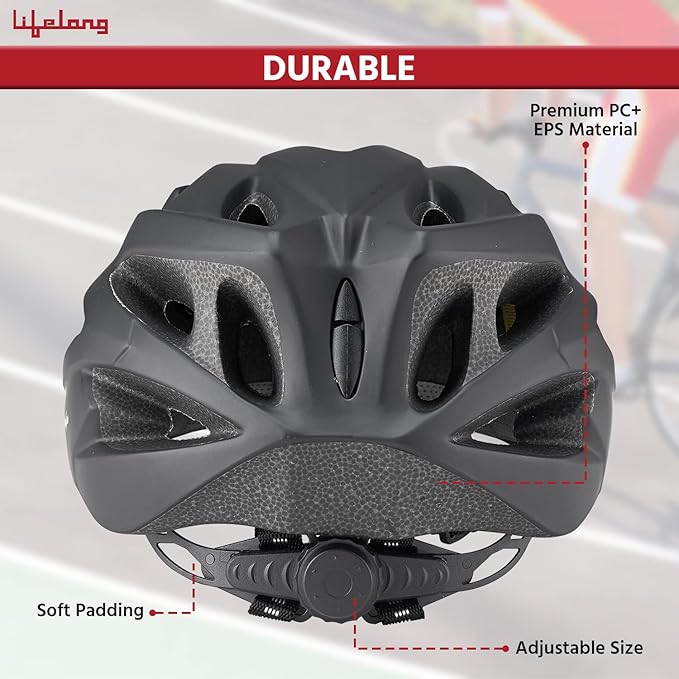 Lifelong
DURABLE
Premium PC+
EPS Material
Soft Padding
Adjustable Size